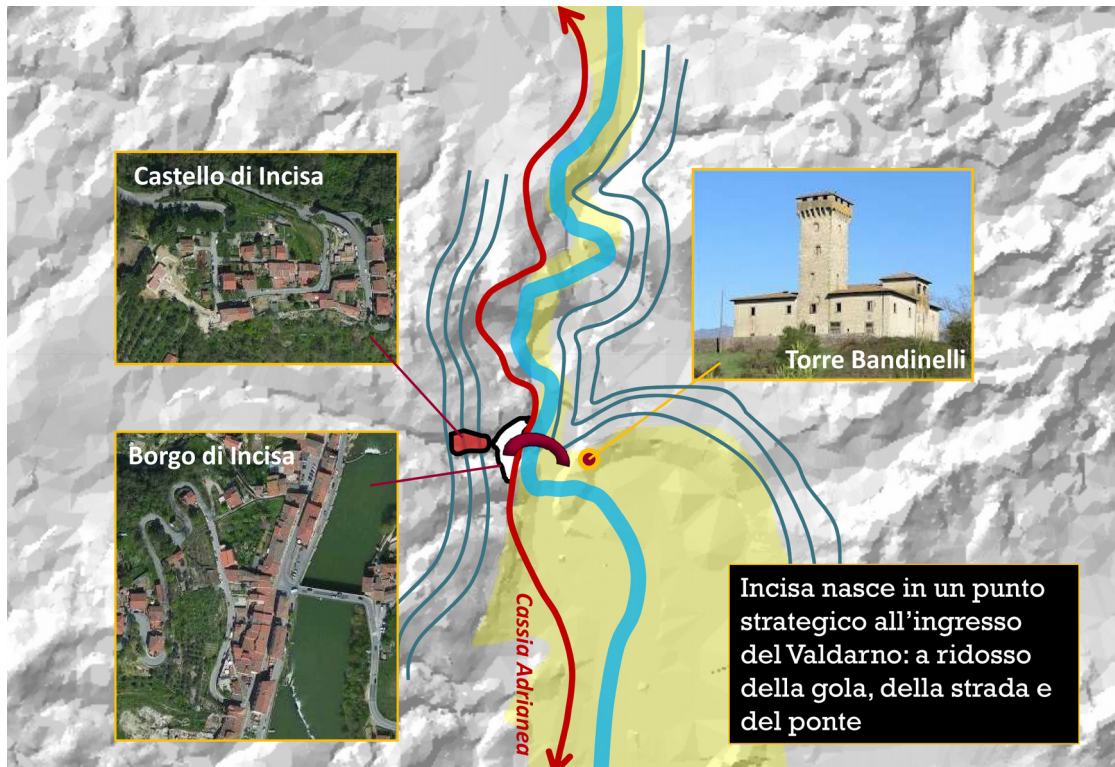 Castello di Incisa
Torre Bandinelli
Borgo di Incisa
Cassia Adrianea
Incisa nasce in un punto
strategico all’ingresso
del Valdarno: a ridosso
della gola, della strada e
del ponte